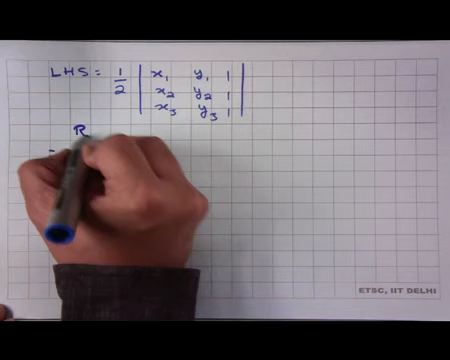 LHS = 1/2 | x₁ y₁ 1 |
| x₂ y₂ 1 |
| x₃ y₃ 1 |
R
ETSC, IIT DELHI